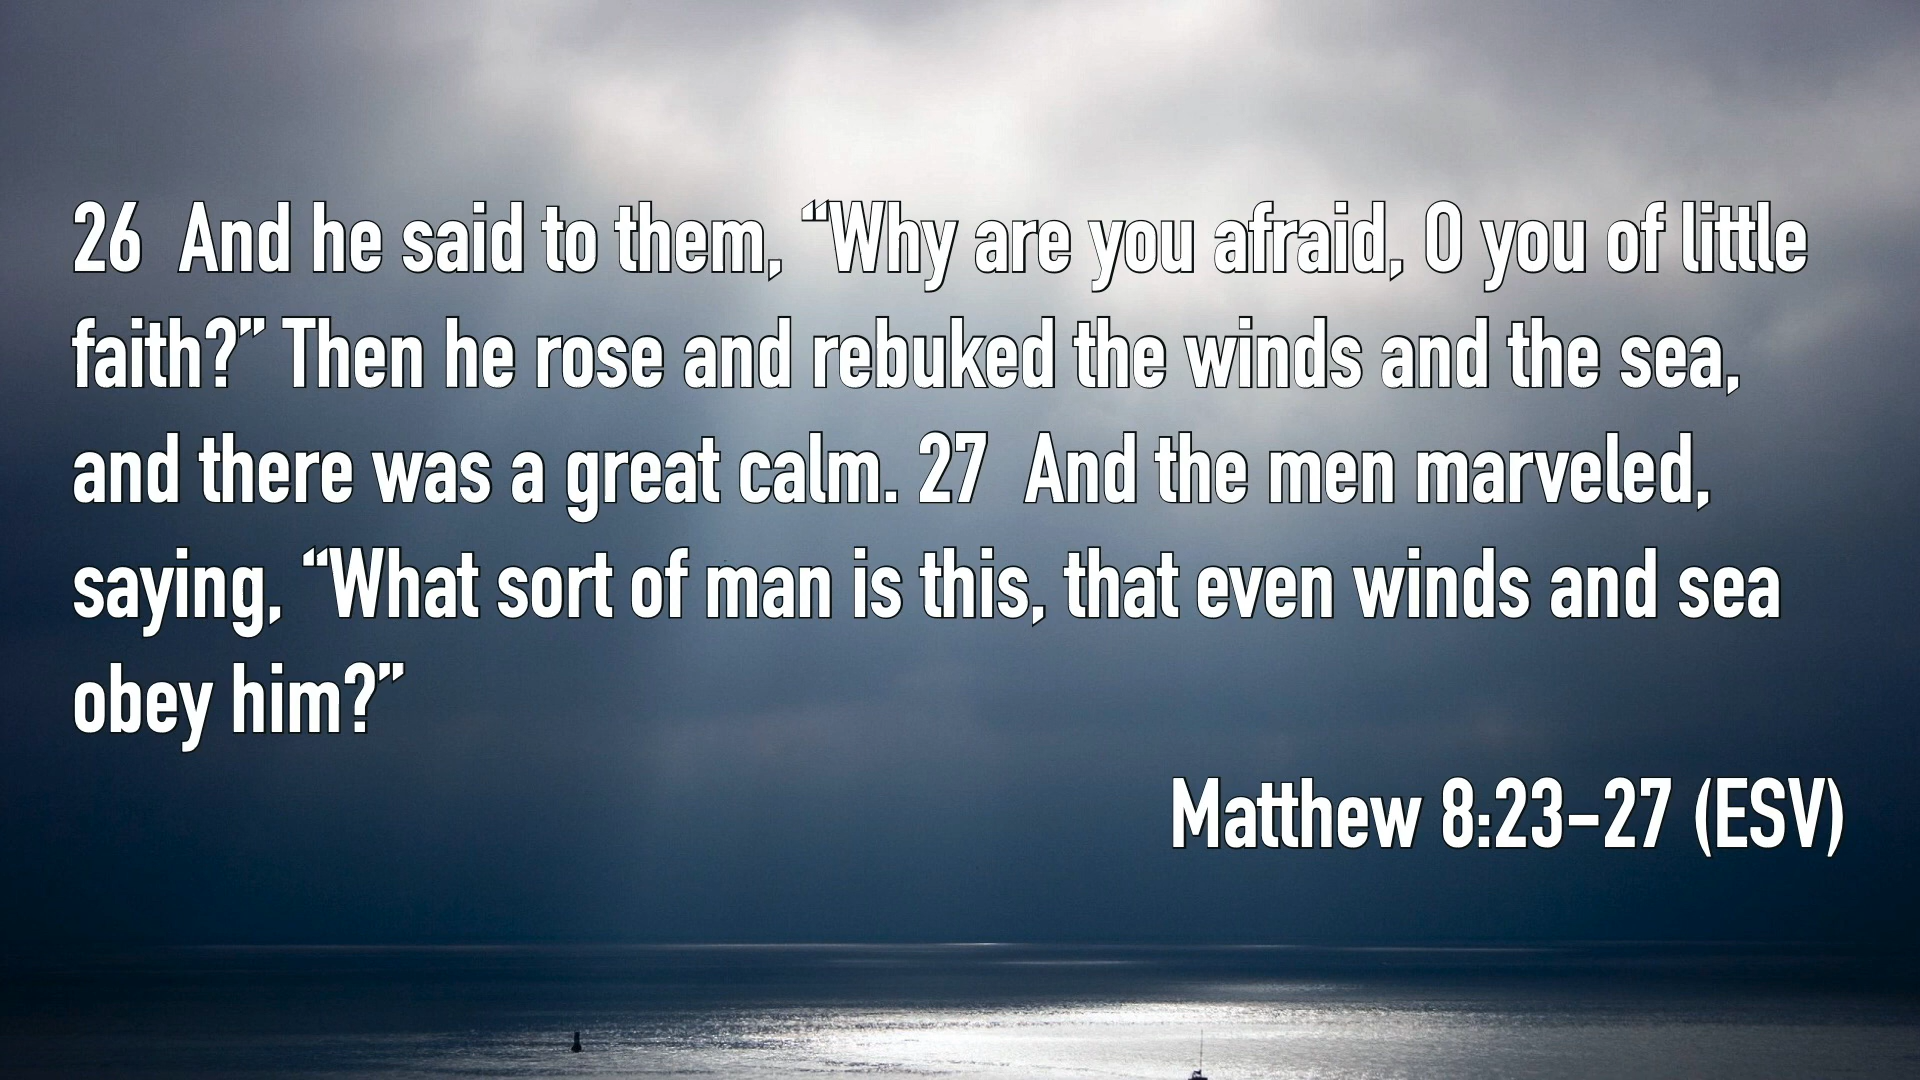 26  And he said to them, “Why are you afraid, O you of little
faith?” Then he rose and rebuked the winds and the sea,
and there was a great calm. 27  And the men marveled,
saying, “What sort of man is this, that even winds and sea
obey him?”
Matthew 8:23–27 (ESV)